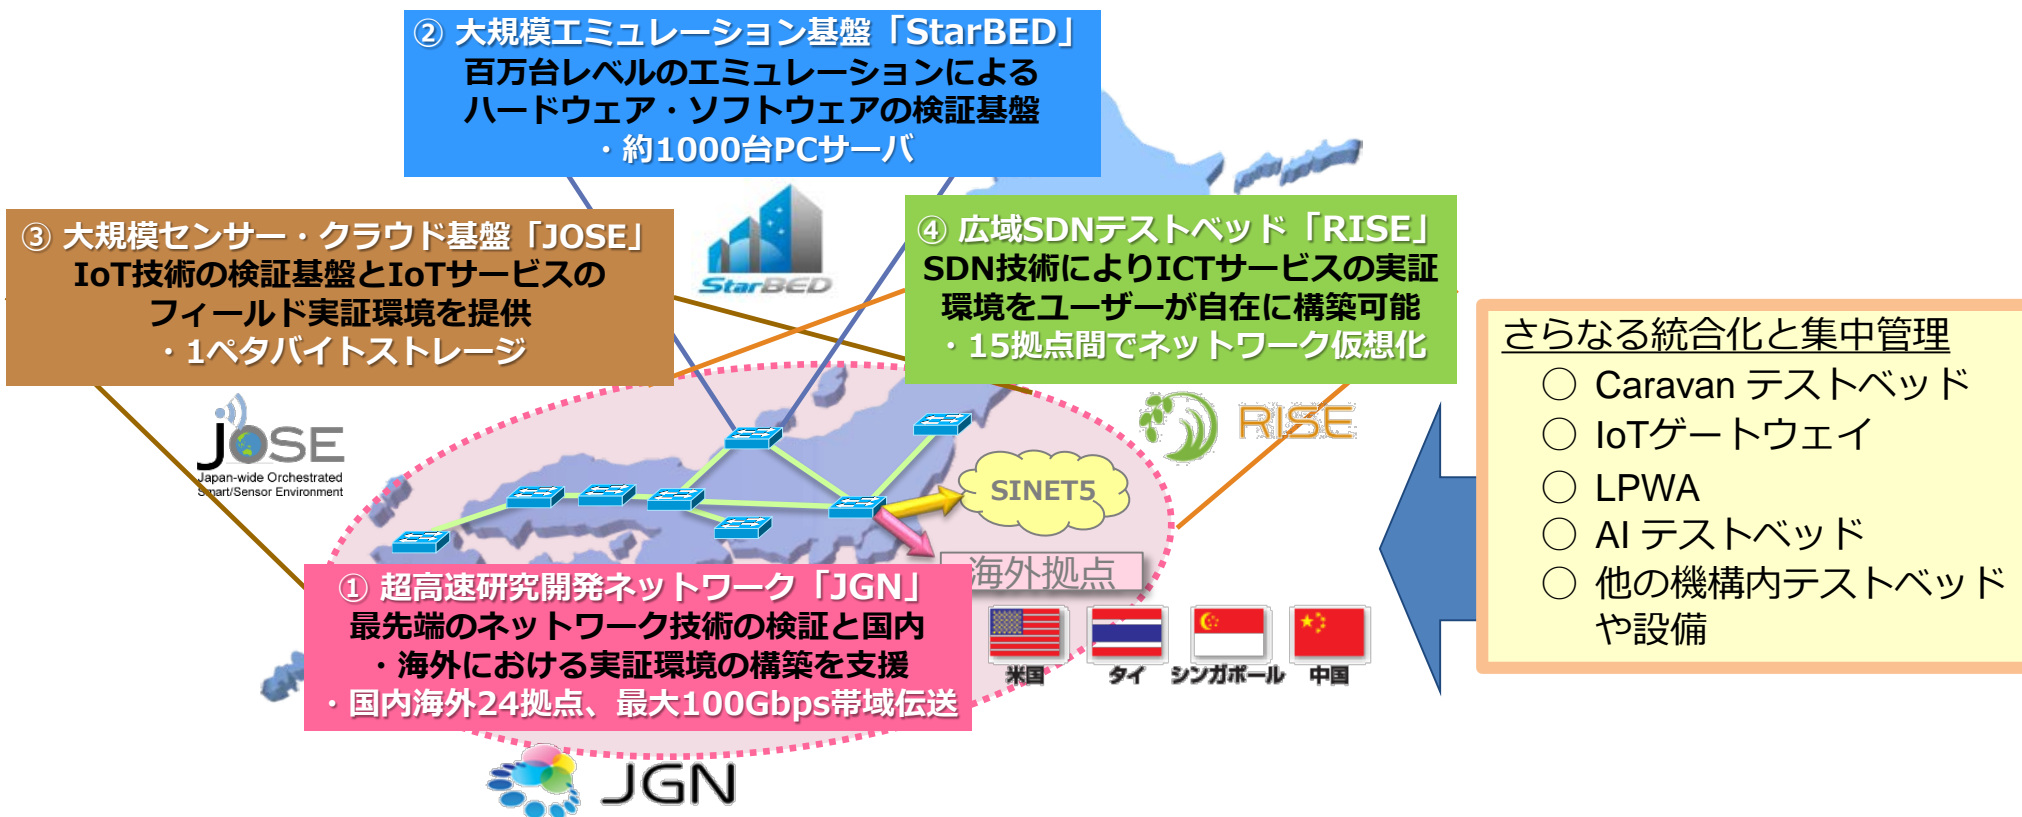 ② 大規模エミュレーション基盤「StarBED」
百万台レベルのエミュレーションによる
ハードウェア・ソフトウェアの検証基盤
・約1000台PCサーバ
StarBED
③ 大規模センサー・クラウド基盤「JOSE」
IoT技術の検証基盤とIoTサービスの
フィールド実証環境を提供
・1ペタバイトストレージ
JOSE
Japan-wide Orchestrated
Smart/Sensor Environment
④ 広域SDNテストベッド「RISE」
SDN技術によりICTサービスの実証
環境をユーザーが自在に構築可能
・15拠点間でネットワーク仮想化
RISE
SINET5
海外拠点
① 超高速研究開発ネットワーク「JGN」
最先端のネットワーク技術の検証と国内
・海外における実証環境の構築を支援
・国内海外24拠点、最大100Gbps帯域伝送
米国 タイ シンガポール 中国
JGN
さらなる統合化と集中管理
○ Caravan テストベッド
○ IoTゲートウェイ
○ LPWA
○ AI テストベッド
○ 他の機構内テストベッド
や設備